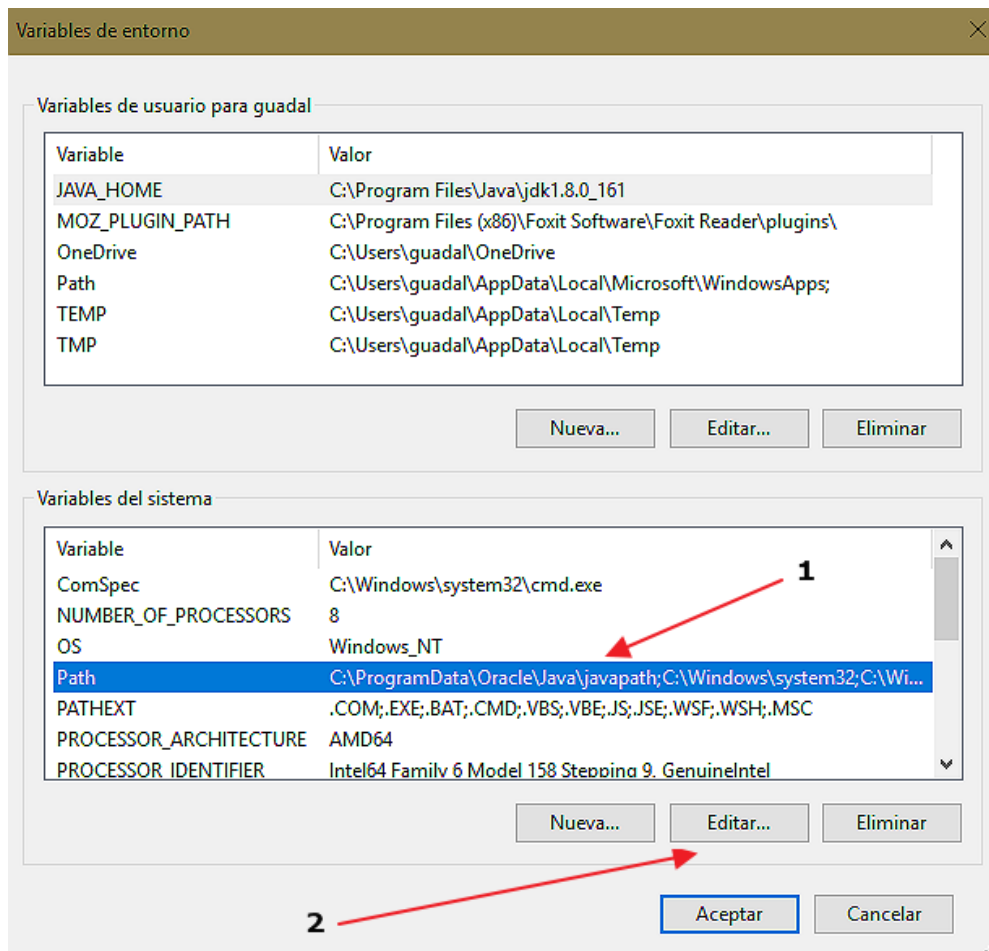 Variables de entorno
Variables de usuario para guadal
Variable Valor
JAVA_HOME C:\Program Files\Java\jdk1.8.0_161
MOZ_PLUGIN_PATH C:\Program Files (x86)\Foxit Software\Foxit Reader\plugins\
OneDrive C:\Users\guadal\OneDrive
Path C:\Users\guadal\AppData\Local\Microsoft\WindowsApps;
TEMP C:\Users\guadal\AppData\Local\Temp
TMP C:\Users\guadal\AppData\Local\Temp
Nueva... Editar... Eliminar
Variables del sistema
Variable Valor
1
ComSpec C:\Windows\system32\cmd.exe
NUMBER_OF_PROCESSORS 8
OS Windows_NT
Path C:\ProgramData\Oracle\Java\javapath;C:\Windows\system32;C:\Wi...
PATHEXT .COM;.EXE;.BAT;.CMD;.VBS;.VBE;.JS;.JSE;.WSF;.WSH;.MSC
PROCESSOR_ARCHITECTURE AMD64
PROCESSOR_IDENTIFIER Intel64 Family 6 Model 158 Stepping 9, GenuineIntel
Nueva... Editar... Eliminar
2
Aceptar Cancelar